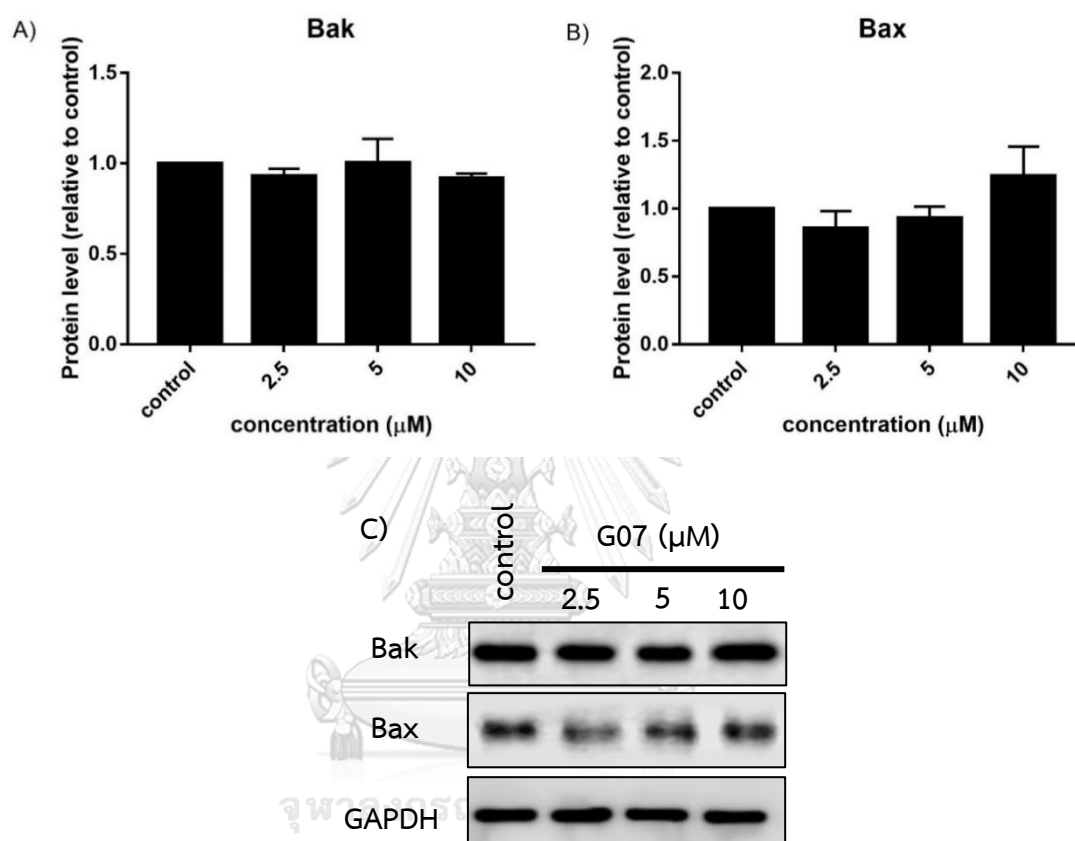 A)
Bak
Protein level (relative to control)
1.5
1.0
0.5
0.0
control
2.5
5
10
concentration (μM)
B)
Bax
Protein level (relative to control)
2.0
1.5
1.0
0.5
0.0
control
2.5
5
10
concentration (μM)
C)
control
G07 (μM)
2.5 5 10
Bak
Bax
GAPDH